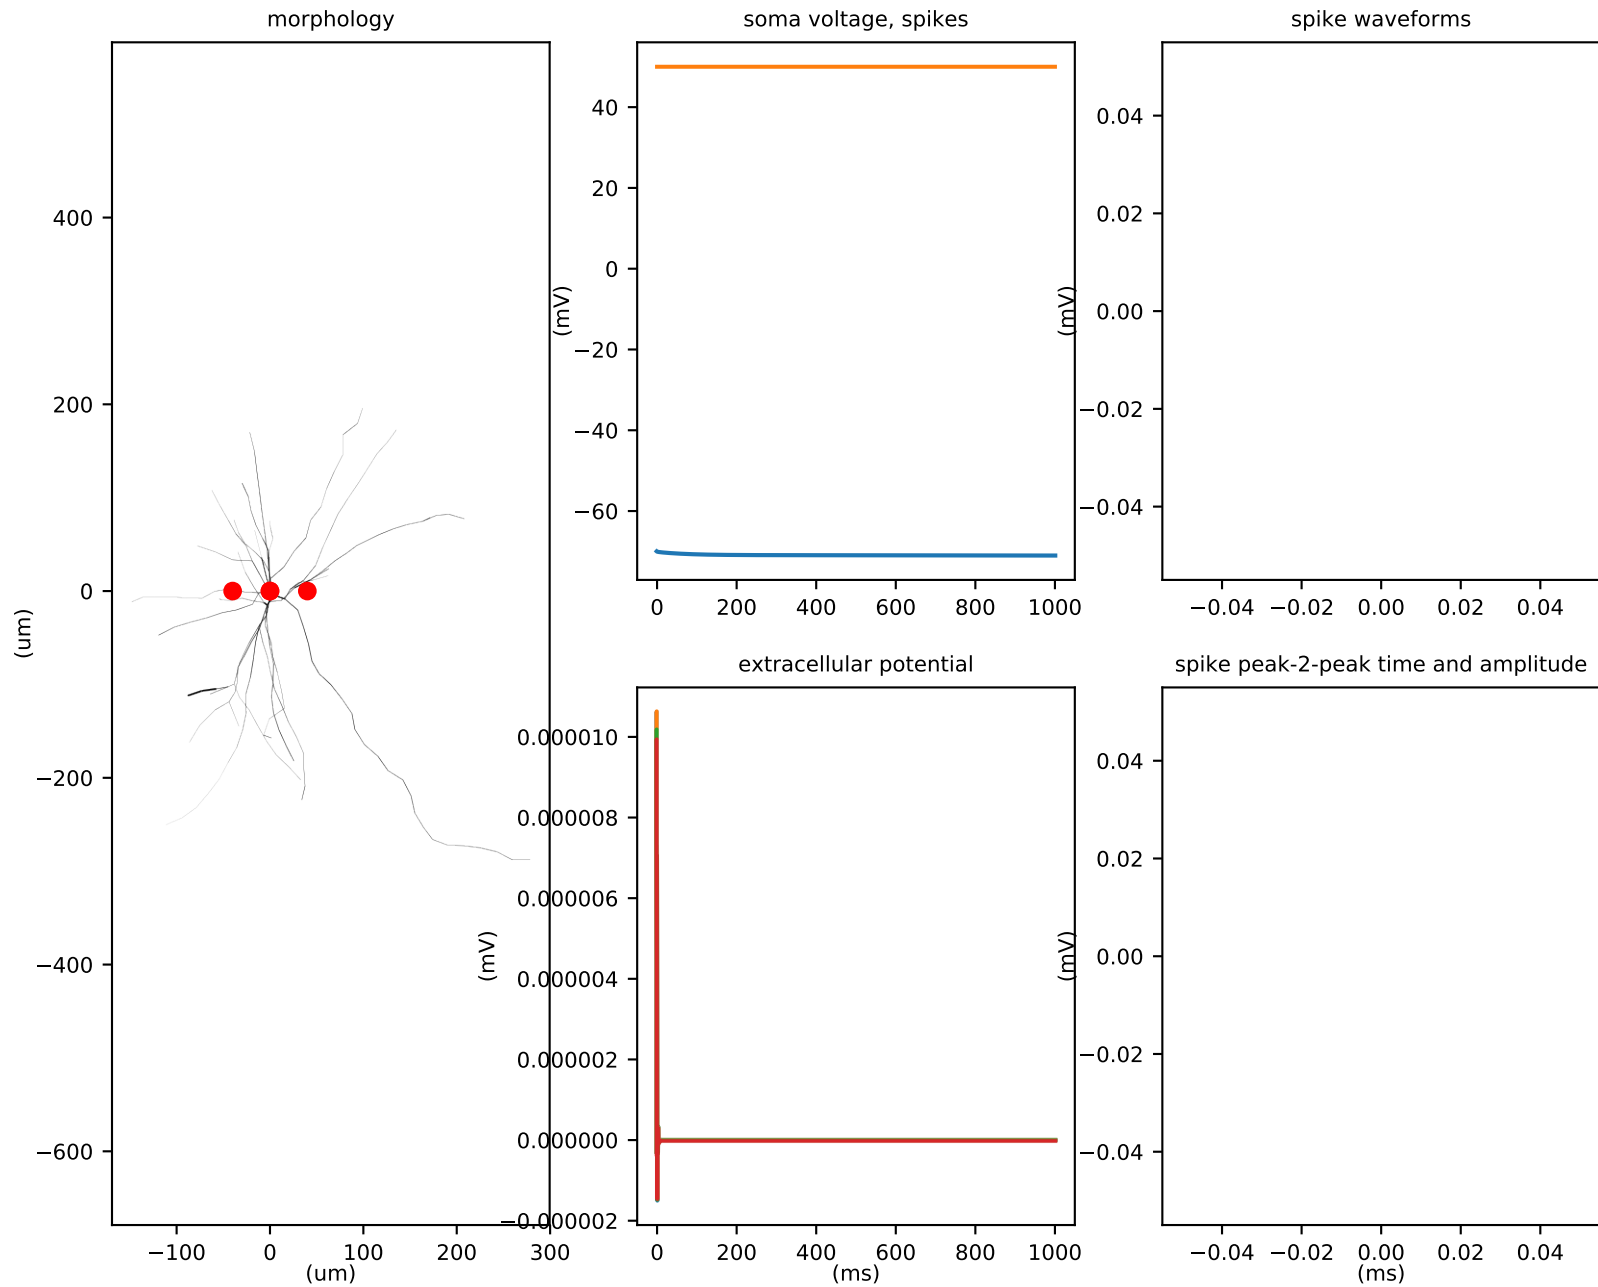 morphology
400
200
0
−200
−400
−600
(um)
−100 0 100 200 300
(um)
soma voltage, spikes
40
20
0
−20
−40
−60
(mV)
0 200 400 600 800 1000
spike waveforms
0.04
0.02
0.00
−0.02
−0.04
(mV)
−0.04 −0.02 0.00 0.02 0.04
extracellular potential
0.000010
0.000008
0.000006
0.000004
0.000002
0.000000
−0.000002
(mV)
0 200 400 600 800 1000
(ms)
spike peak-2-peak time and amplitude
0.04
0.02
0.00
−0.02
−0.04
(mV)
−0.04 −0.02 0.00 0.02 0.04
(ms)